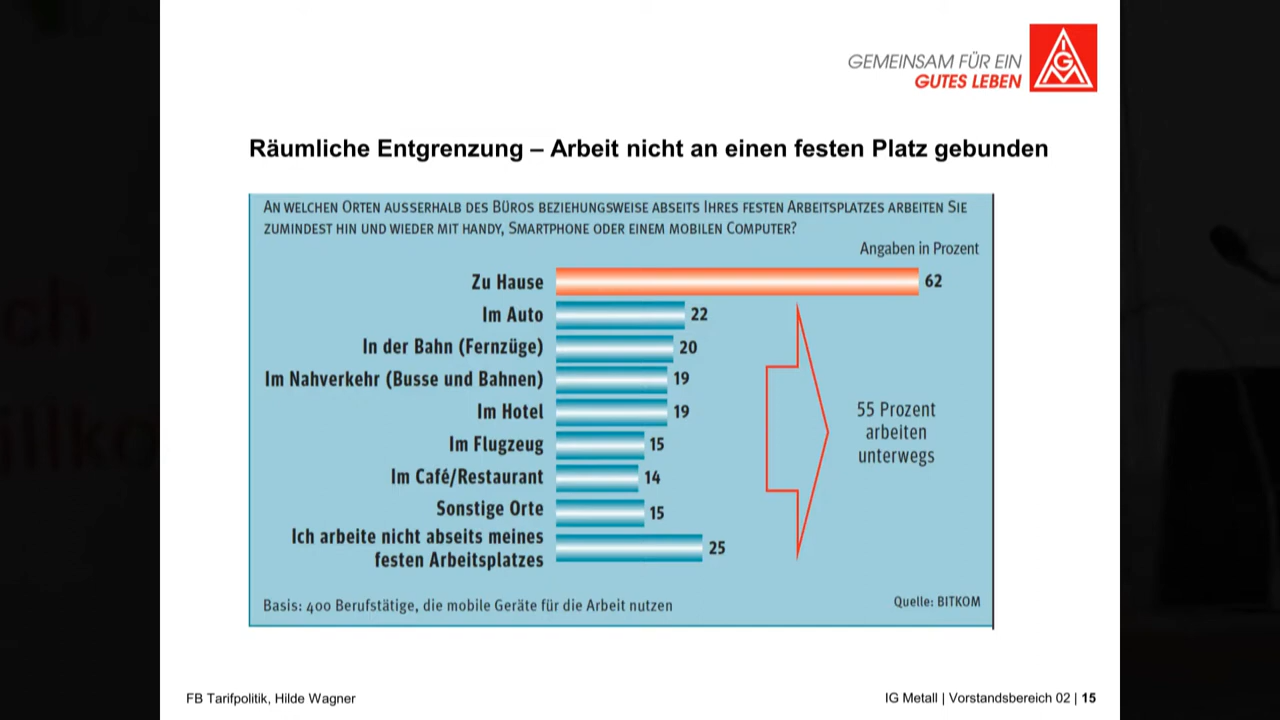 GEMEINSAM FÜR EIN
GUTES LEBEN
IGM
Räumliche Entgrenzung – Arbeit nicht an einen festen Platz gebunden
AN WELCHEN ORTEN AUSSERHALB DES BÜROS BEZIEHUNGSWEISE ABSEITS IHRES FESTEN ARBEITSPLATZES ARBEITEN SIE
ZUMINDEST HIN UND WIEDER MIT HANDY, SMARTPHONE ODER EINEM MOBILEN COMPUTER?
Angaben in Prozent
Zu Hause 62
Im Auto 22
In der Bahn (Fernzüge) 20
Im Nahverkehr (Busse und Bahnen) 19
Im Hotel 19
Im Flugzeug 15
Im Café/Restaurant 14
Sonstige Orte 15
Ich arbeite nicht abseits meines
festen Arbeitsplatzes 25
55 Prozent
arbeiten
unterwegs
Basis: 400 Berufstätige, die mobile Geräte für die Arbeit nutzen
Quelle: BITKOM
FB Tarifpolitik, Hilde Wagner
IG Metall | Vorstandsbereich 02 | 15